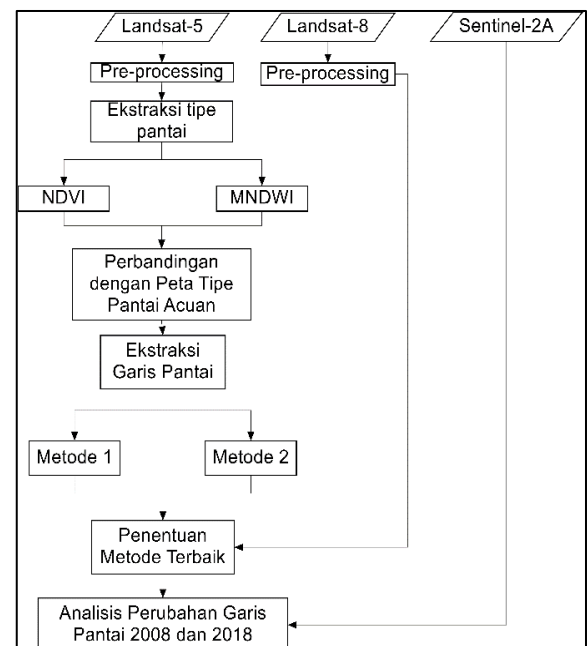 Landsat-5
Landsat-8
Sentinel-2A
Pre-processing
Pre-processing
Ekstraksi tipe
pantai
NDVI
MNDWI
Perbandingan
dengan Peta Tipe
Pantai Acuan
Ekstraksi
Garis Pantai
Metode 1
Metode 2
Penentuan
Metode Terbaik
Analisis Perubahan Garis
Pantai 2008 dan 2018